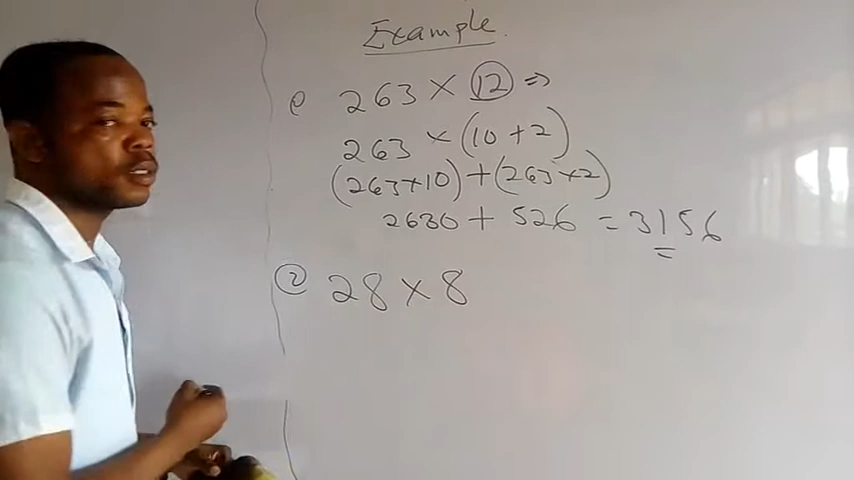 Example.
① 263 × 12 ⇒
263 × (10 + 2)
(263×10) + (263×2)
2630 + 526 = 3156
② 28 × 8